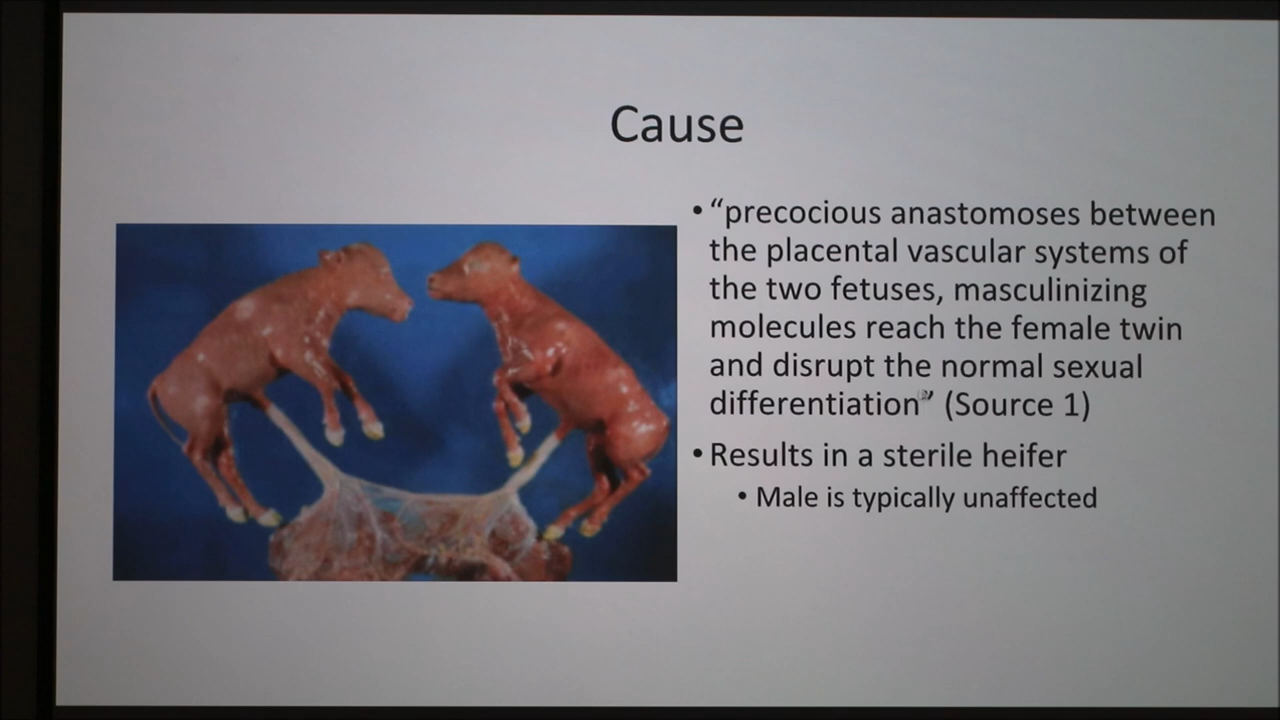 Cause
• “precocious anastomoses between
the placental vascular systems of
the two fetuses, masculinizing
molecules reach the female twin
and disrupt the normal sexual
differentiation” (Source 1)
• Results in a sterile heifer
• Male is typically unaffected